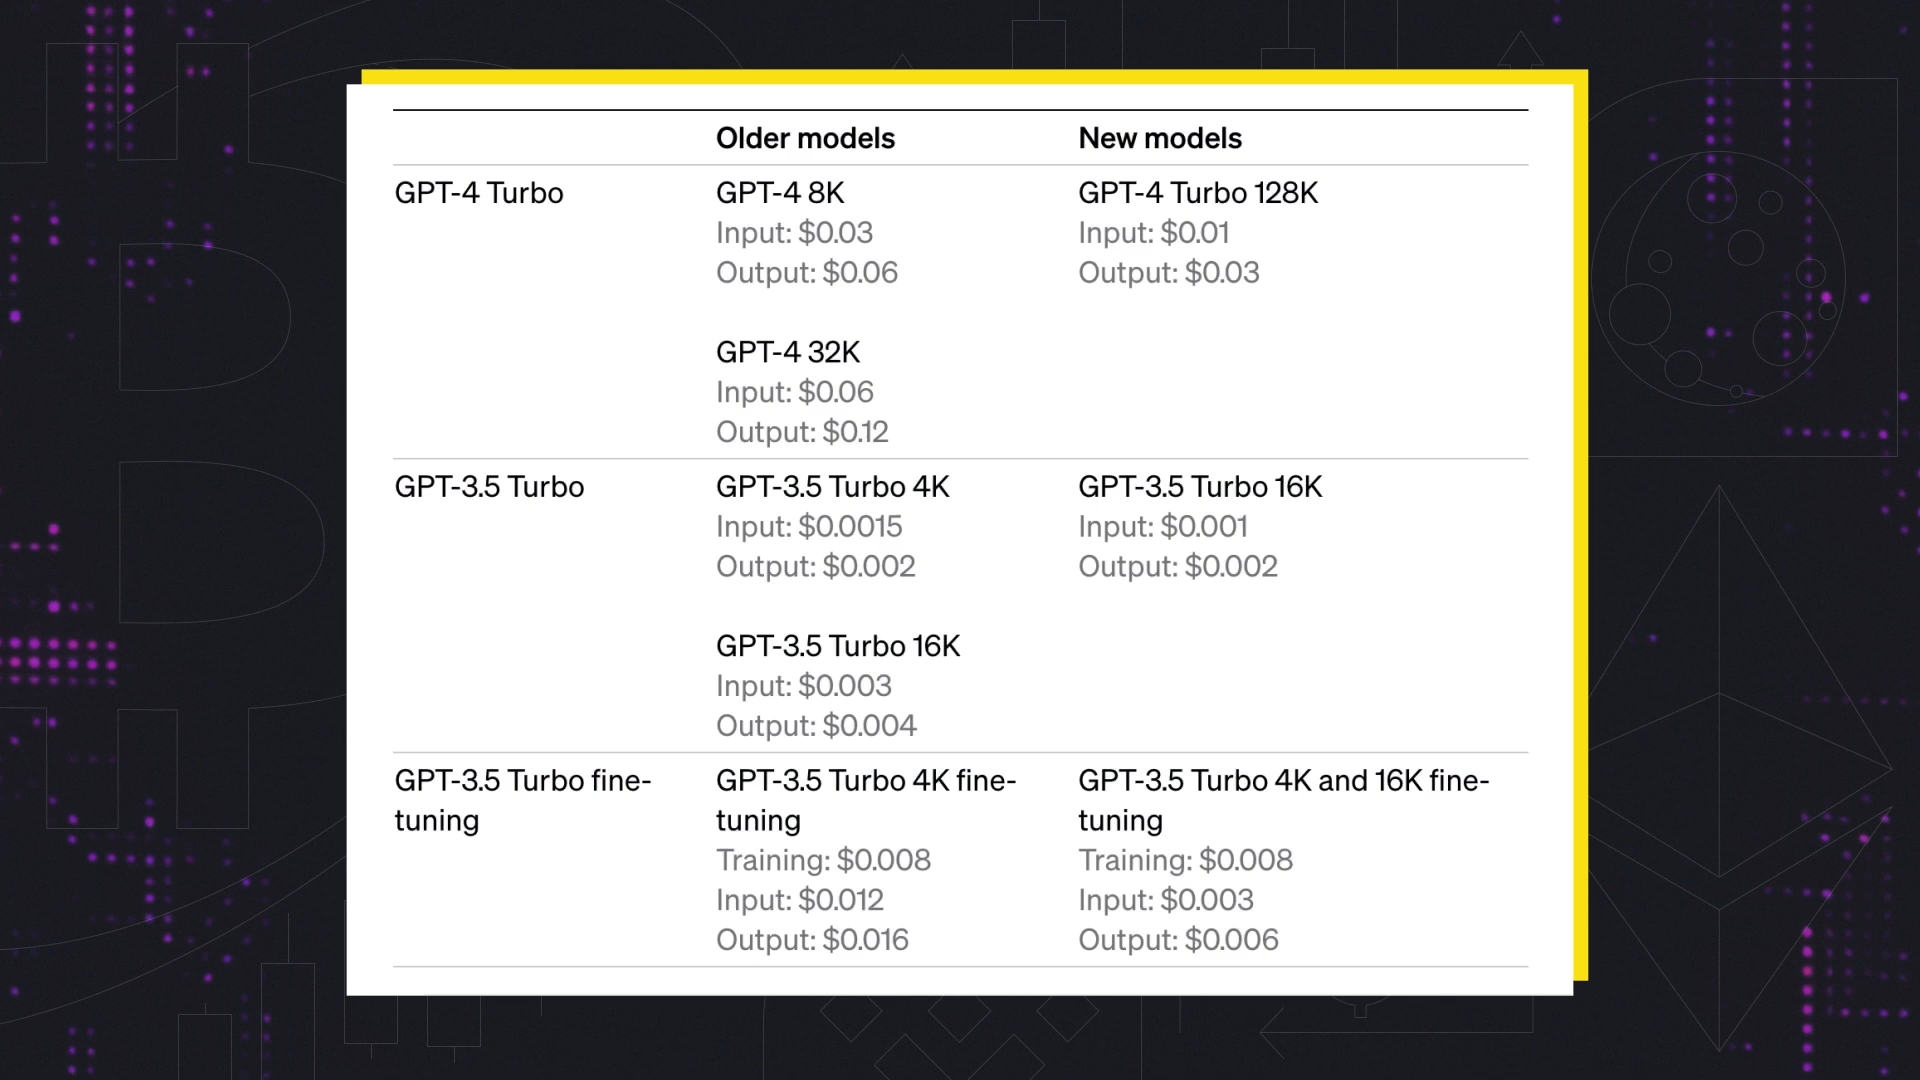 Older models
New models
GPT-4 Turbo
GPT-4 8K
Input: $0.03
Output: $0.06
GPT-4 32K
Input: $0.06
Output: $0.12
GPT-4 Turbo 128K
Input: $0.01
Output: $0.03
GPT-3.5 Turbo
GPT-3.5 Turbo 4K
Input: $0.0015
Output: $0.002
GPT-3.5 Turbo 16K
Input: $0.003
Output: $0.004
GPT-3.5 Turbo 16K
Input: $0.001
Output: $0.002
GPT-3.5 Turbo fine-
tuning
GPT-3.5 Turbo 4K fine-
tuning
Training: $0.008
Input: $0.012
Output: $0.016
GPT-3.5 Turbo 4K and 16K fine-
tuning
Training: $0.008
Input: $0.003
Output: $0.006